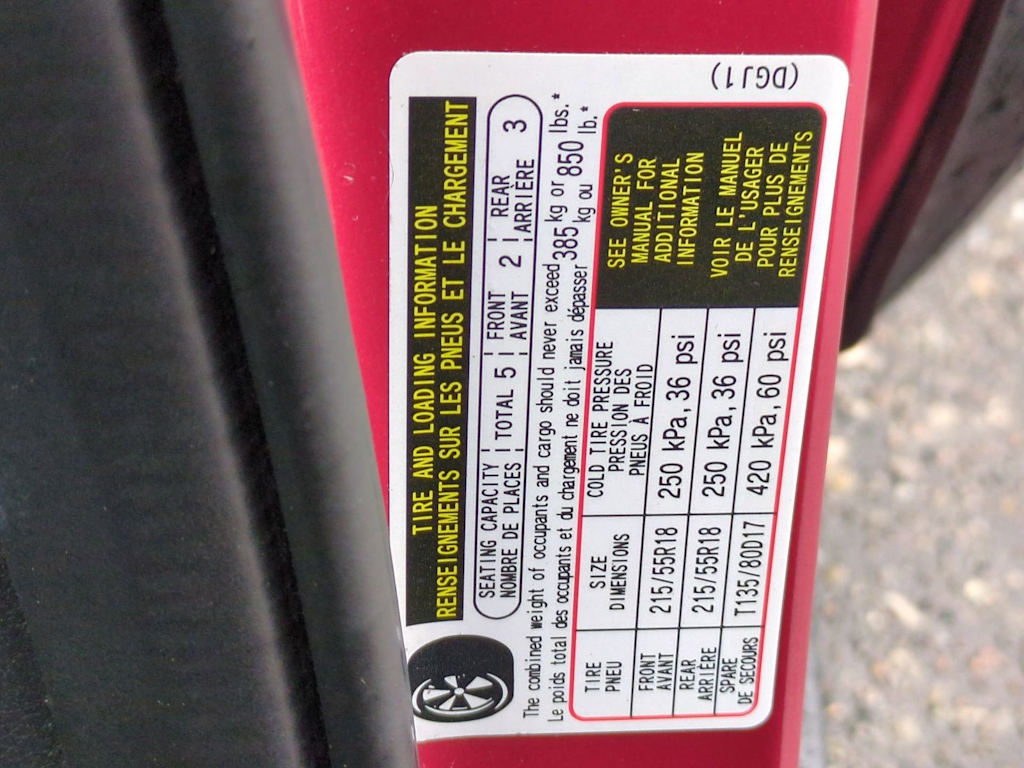 TIRE AND LOADING INFORMATION
RENSEIGNEMENTS SUR LES PNEUS ET LE CHARGEMENT
SEATING CAPACITY | TOTAL 5 | FRONT 2 | REAR 3
NOMBRE DE PLACES | AVANT | ARRIÈRE
The combined weight of occupants and cargo should never exceed 385 kg or 850 lbs.*
Le poids total des occupants et du chargement ne doit jamais dépasser kg ou lb.*
TIRE SIZE COLD TIRE PRESSURE
PNEU DIMENSIONS PRESSION DES
PNEUS À FROID
FRONT 215/55R18 250 kPa, 36 psi
AVANT
REAR 215/55R18 250 kPa, 36 psi
ARRIÈRE
SPARE T135/80D17 420 kPa, 60 psi
DE SECOURS
SEE OWNER'S
MANUAL FOR
ADDITIONAL
INFORMATION
VOIR LE MANUEL
DE L'USAGER
POUR PLUS DE
RENSEIGNEMENTS
(DGJ1)